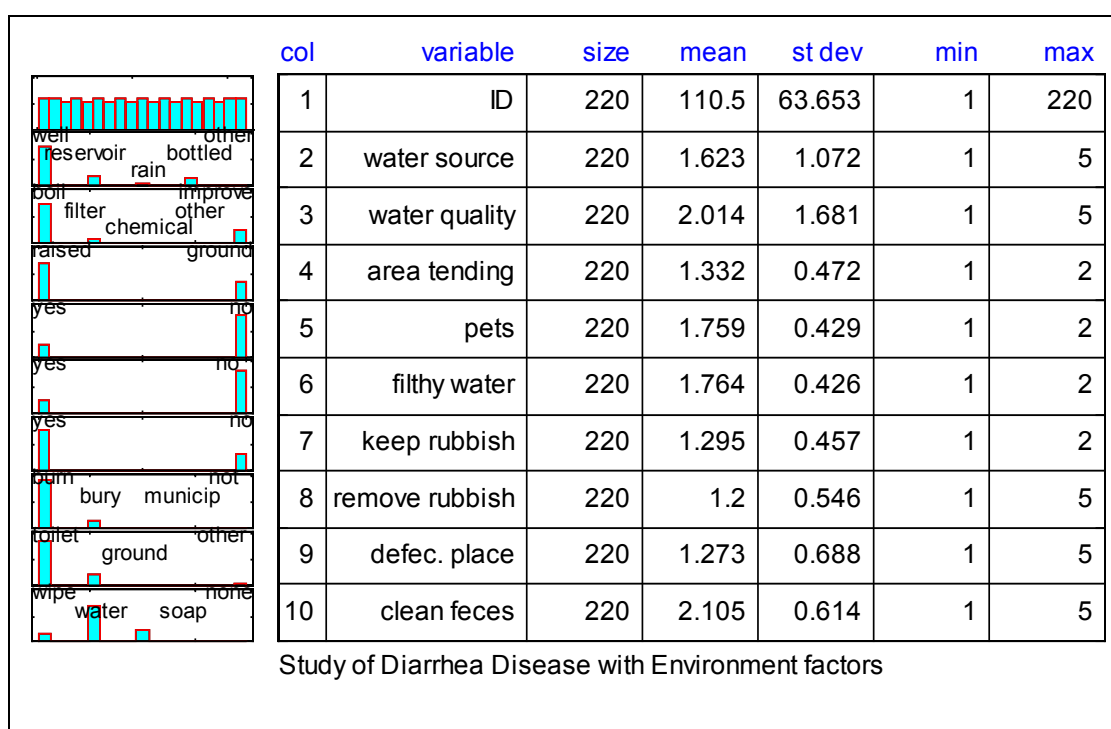 col variable size mean st dev min max
1 ID 220 110.5 63.653 1 220
well other
reservoir bottled
rain
2 water source 220 1.623 1.072 1 5
boil improve
filter other
chemical
3 water quality 220 2.014 1.681 1 5
raised ground
4 area tending 220 1.332 0.472 1 2
yes no
5 pets 220 1.759 0.429 1 2
yes no
6 filthy water 220 1.764 0.426 1 2
yes no
7 keep rubbish 220 1.295 0.457 1 2
burn not
bury municip
8 remove rubbish 220 1.2 0.546 1 5
toilet other
ground
9 defec. place 220 1.273 0.688 1 5
wipe none
water soap
10 clean feces 220 2.105 0.614 1 5
Study of Diarrhea Disease with Environment factors